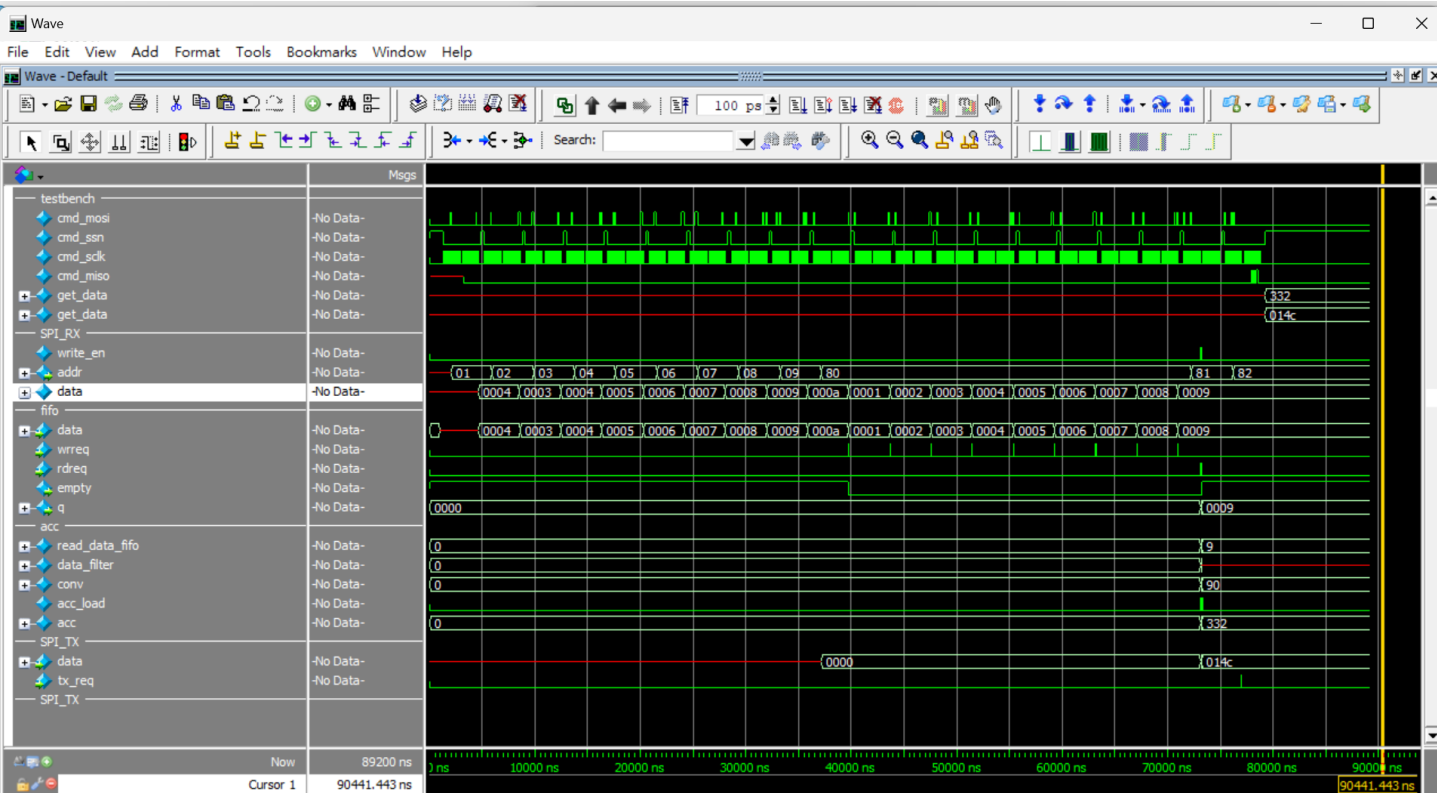 Wave
File Edit View Add Format Tools Bookmarks Window Help
Wave - Default
100 ps
Search:
Msgs
testbench
cmd_mosi -No Data-
cmd_ssn -No Data-
cmd_sclk -No Data-
cmd_miso -No Data-
get_data -No Data- 332
get_data -No Data- 014c
SPI_RX
write_en -No Data-
addr -No Data- 01 02 03 04 05 06 07 08 09 80 81 82
data -No Data- 0004 0003 0004 0005 0006 0007 0008 0009 000a 0001 0002 0003 0004 0005 0006 0007 0008 0009
fifo
data -No Data- 0004 0003 0004 0005 0006 0007 0008 0009 000a 0001 0002 0003 0004 0005 0006 0007 0008 0009
wrreq -No Data-
rdreq -No Data-
empty -No Data-
q -No Data- 0000 0009
acc
read_data_fifo -No Data- 0 9
data_filter -No Data- 0
conv -No Data- 0 90
acc_load -No Data-
acc -No Data- 0 332
SPI_TX
data -No Data- 0000 014c
tx_req -No Data-
SPI_TX
Now 89200 ns
ns 10000 ns 20000 ns 30000 ns 40000 ns 50000 ns 60000 ns 70000 ns 80000 ns 90000 ns
Cursor 1 90441.443 ns 90441.443 ns